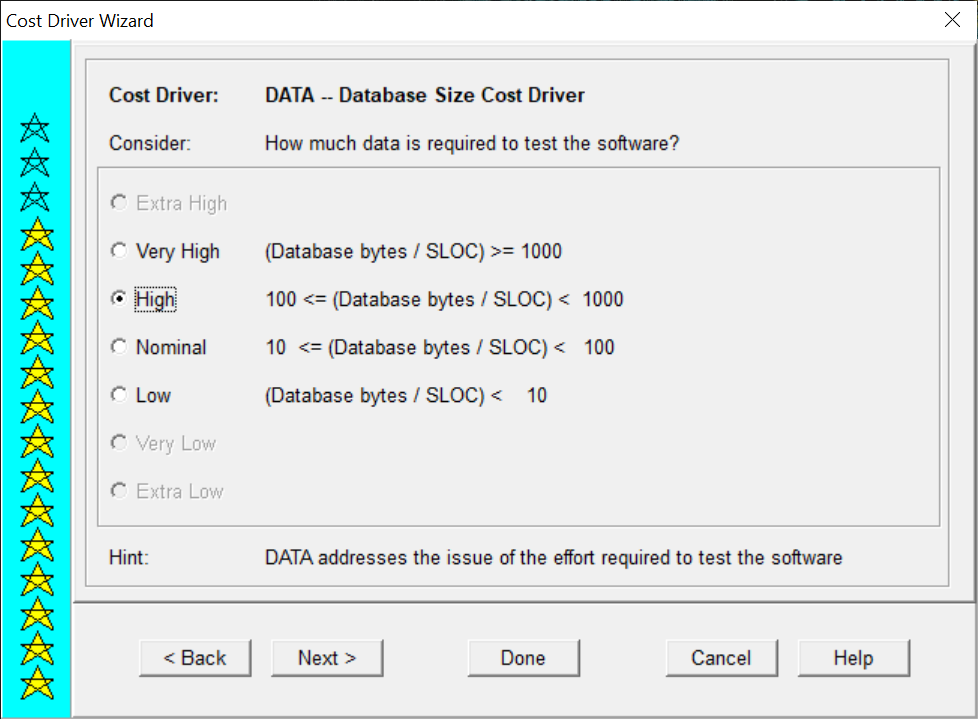 Cost Driver Wizard
Cost Driver: DATA -- Database Size Cost Driver
Consider: How much data is required to test the software?
Extra High
Very High (Database bytes / SLOC) >= 1000
High 100 <= (Database bytes / SLOC) < 1000
Nominal 10 <= (Database bytes / SLOC) < 100
Low (Database bytes / SLOC) < 10
Very Low
Extra Low
Hint: DATA addresses the issue of the effort required to test the software
< Back Next > Done Cancel Help